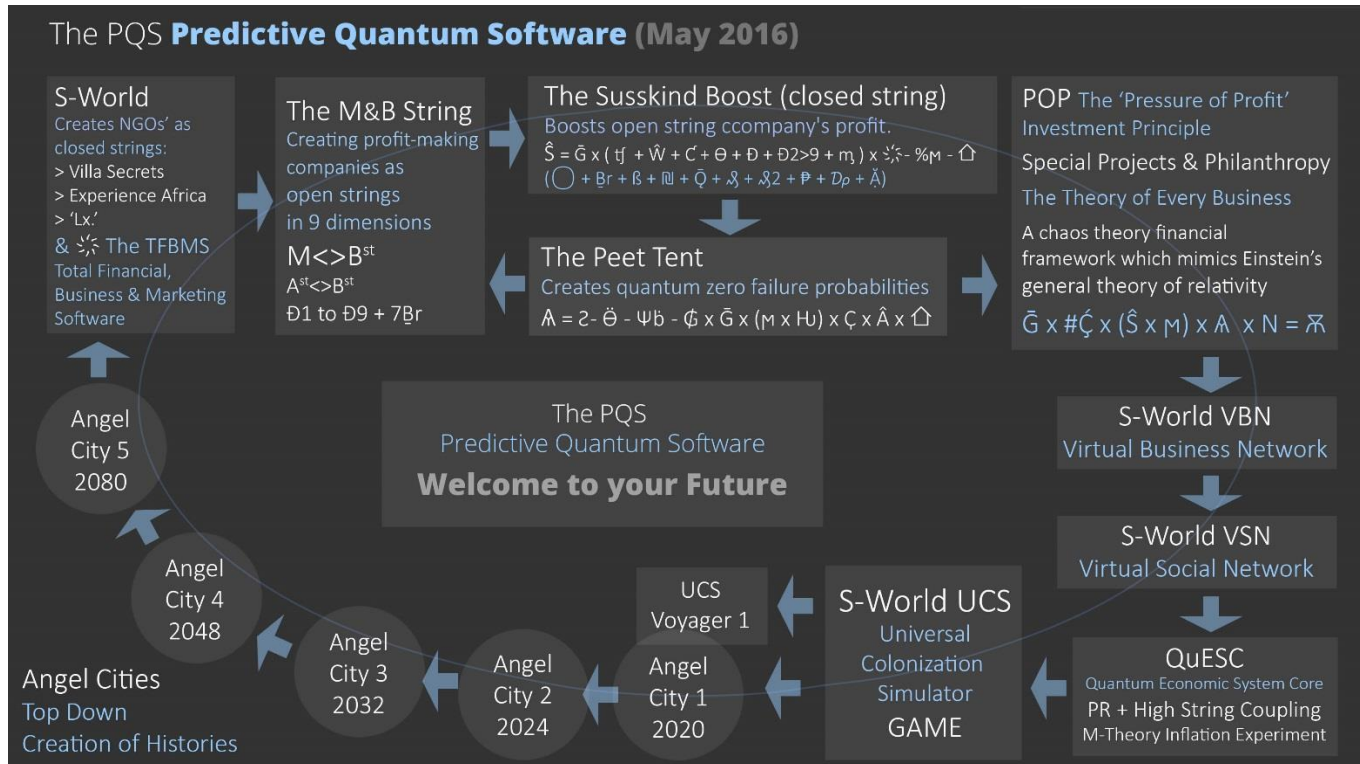 The PQS Predictive Quantum Software (May 2016)
S-World
Creates NGOs' as
closed strings:
> Villa Secrets
> Experience Africa
> 'Lx.'
& The TFBMS
Total Financial,
Business & Marketing
Software
The M&B String
Creating profit-making
companies as
open strings
in 9 dimensions
M<>Bˢᵗ
Aˢᵗ<>Bˢᵗ
Đ1 to Đ9 + 7Ḇr
The Susskind Boost (closed string)
Boosts open string ccompany's profit.
The Peet Tent
Creates quantum zero failure probabilities
POP The 'Pressure of Profit'
Investment Principle
Special Projects & Philanthropy
The Theory of Every Business
A chaos theory financial
framework which mimics Einstein's
general theory of relativity
S-World VBN
Virtual Business Network
S-World VSN
Virtual Social Network
QuESC
Quantum Economic System Core
PR + High String Coupling
M-Theory Inflation Experiment
S-World UCS
Universal
Colonization
Simulator
GAME
UCS
Voyager 1
Angel
City 1
2020
Angel
City 2
2024
Angel
City 3
2032
Angel
City 4
2048
Angel
City 5
2080
Angel Cities
Top Down
Creation of Histories
The PQS
Predictive Quantum Software
Welcome to your Future